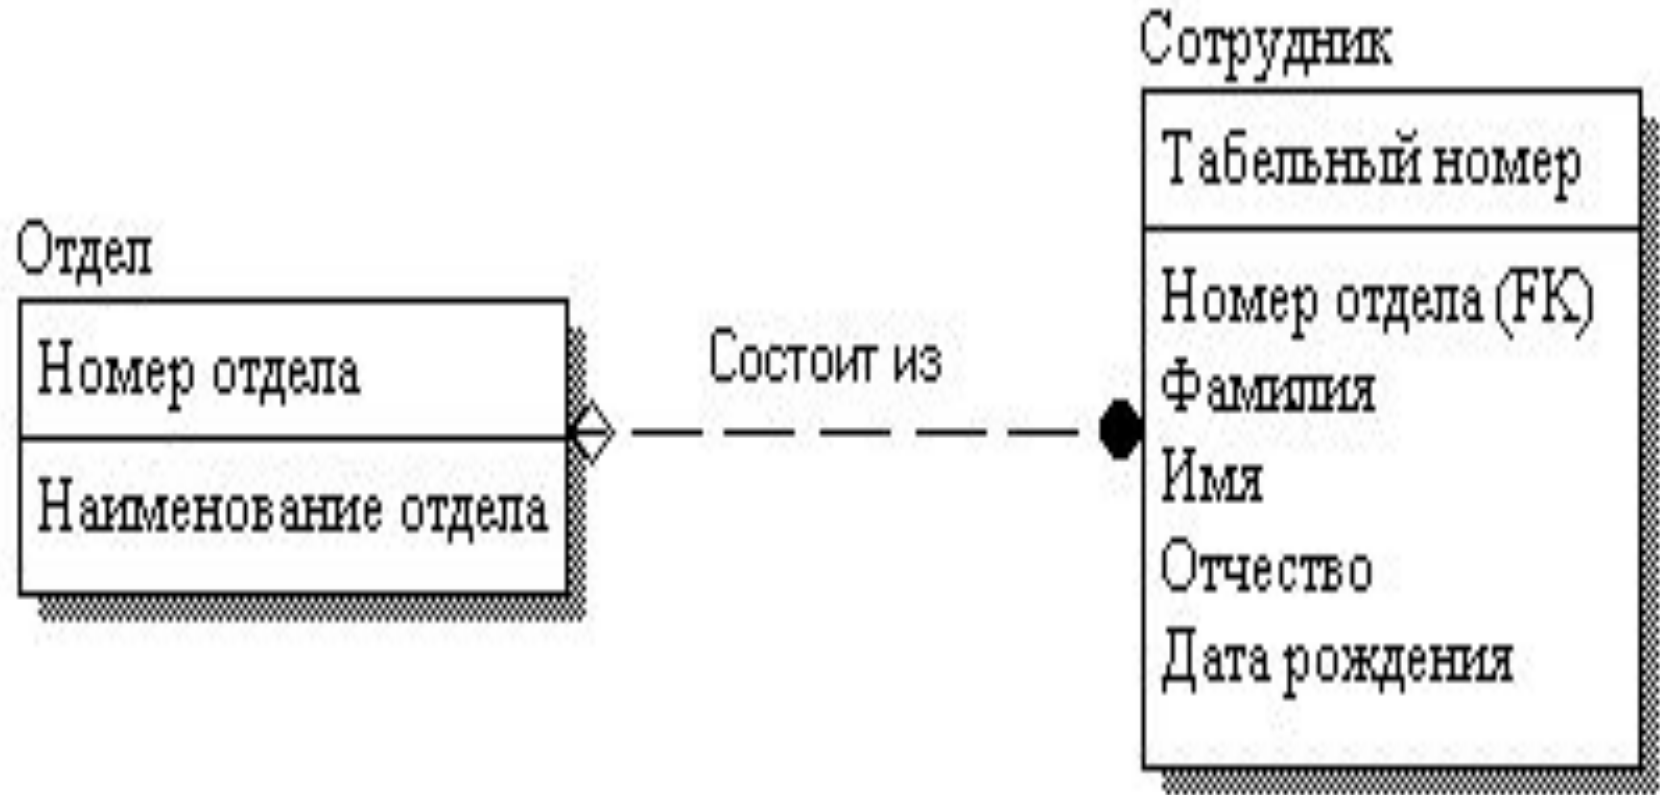 Отдел
Номер отдела
Наименование отдела
Состоит из
Сотрудник
Табельный номер
Номер отдела (FK)
Фамилия
Имя
Отчество
Дата рождения